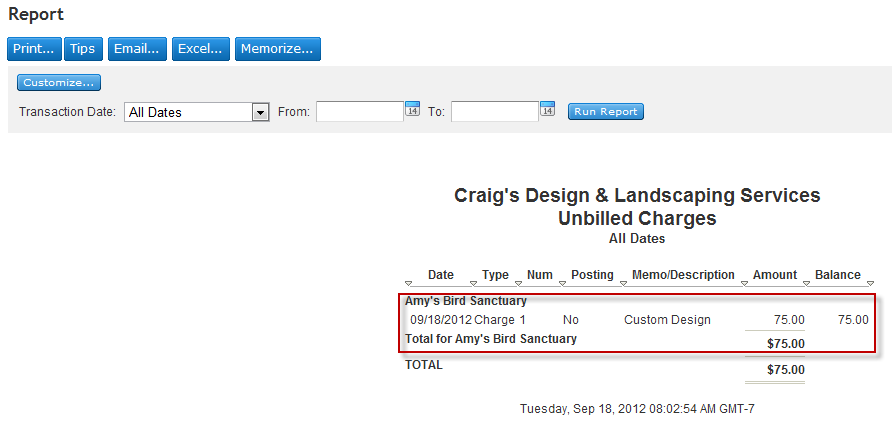 Report
Print... Tips Email... Excel... Memorize...
Customize...
Transaction Date: All Dates From: 14 To: 14 Run Report
Craig's Design & Landscaping Services
Unbilled Charges
All Dates
Date Type Num Posting Memo/Description Amount Balance
Amy's Bird Sanctuary
09/18/2012 Charge 1 No Custom Design 75.00 75.00
Total for Amy's Bird Sanctuary $75.00
TOTAL $75.00
Tuesday, Sep 18, 2012 08:02:54 AM GMT-7